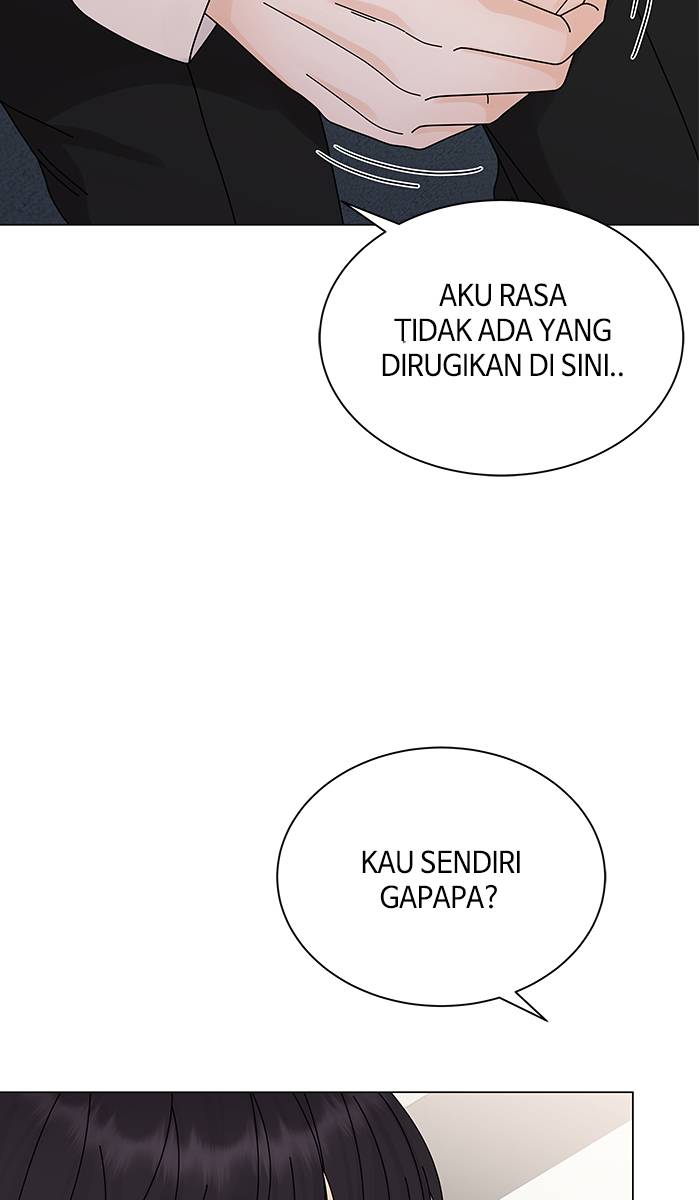 AKU RASA
TIDAK ADA YANG
DIRUGIKAN DI SINI..
KAU SENDIRI
GAPAPA?